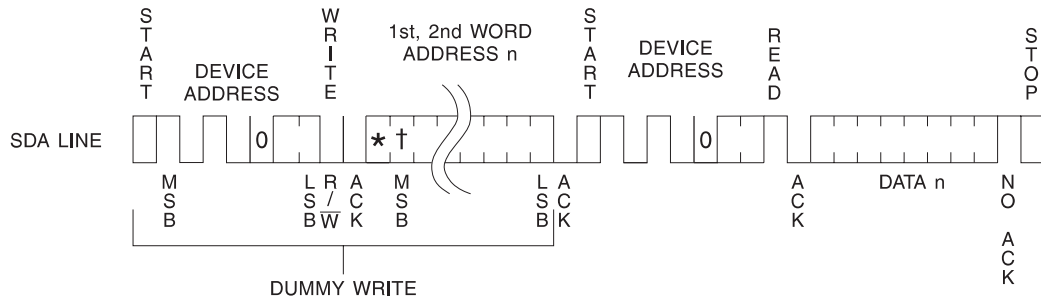 START
WRITE
START
READ
STOP
1st, 2nd WORD
ADDRESS n
DEVICE
ADDRESS
DEVICE
ADDRESS
SDA LINE
0
* †
0
MSB
LSB
R/W
ACK
MSB
LSB
ACK
ACK
DATA n
NO ACK
DUMMY WRITE